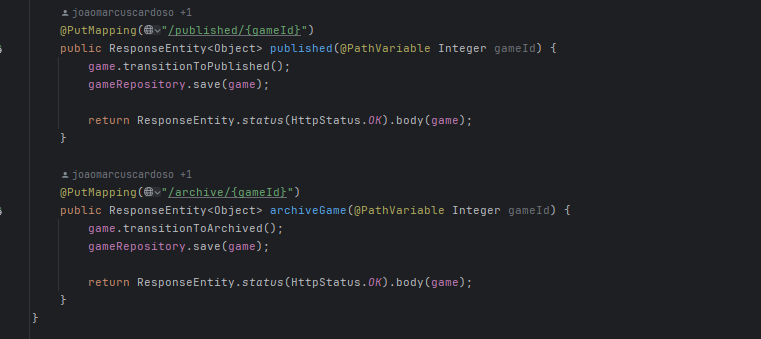 joaomarcuscardoso +1
@PutMapping("/published/{gameId}")
public ResponseEntity<Object> published(@PathVariable Integer gameId) {
game.transitionToPublished();
gameRepository.save(game);
return ResponseEntity.status(HttpStatus.OK).body(game);
}
joaomarcuscardoso +1
@PutMapping("/archive/{gameId}")
public ResponseEntity<Object> archiveGame(@PathVariable Integer gameId) {
game.transitionToArchived();
gameRepository.save(game);
return ResponseEntity.status(HttpStatus.OK).body(game);
}
}